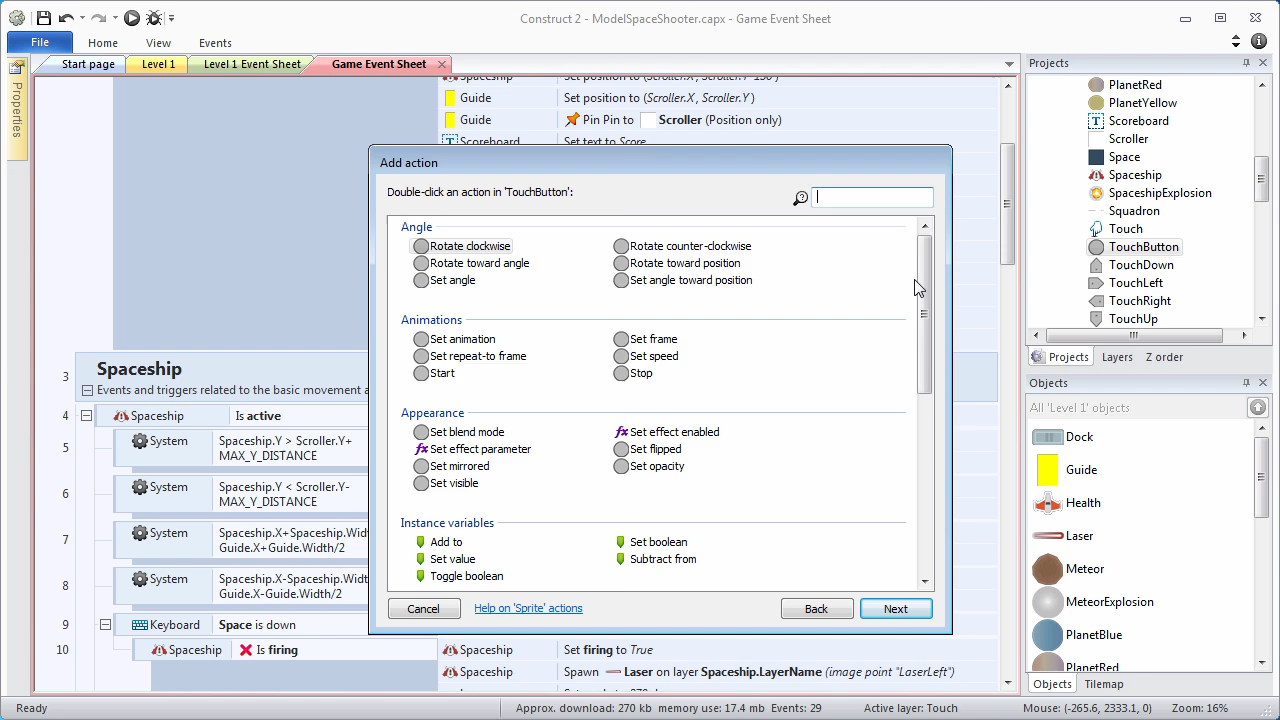 Construct 2 - ModelSpaceShooter.capx - Game Event Sheet
File Home View Events
Start page Level 1 Level 1 Event Sheet Game Event Sheet
Properties
Spaceship Set position to (Scroller.X, Scroller.Y-150)
Guide Set position to (Scroller.X, Scroller.Y)
Guide Pin Pin to Scroller (Position only)
Scoreboard Set text to Score
3 Spaceship
Events and triggers related to the basic movement a
4 Spaceship Is active
5 System Spaceship.Y > Scroller.Y+
MAX_Y_DISTANCE
6 System Spaceship.Y < Scroller.Y-
MAX_Y_DISTANCE
7 System Spaceship.X+Spaceship.Widt
Guide.X+Guide.Width/2
8 System Spaceship.X-Spaceship.Widt
Guide.X-Guide.Width/2
9 Keyboard Space is down
10 Spaceship Is firing
Spaceship Set firing to True
Spaceship Spawn Laser on layer Spaceship.LayerName (image point "LaserLeft")
Add action
Double-click an action in 'TouchButton':
Angle
Rotate clockwise Rotate counter-clockwise
Rotate toward angle Rotate toward position
Set angle Set angle toward position
Animations
Set animation Set frame
Set repeat-to frame Set speed
Start Stop
Appearance
Set blend mode Set effect enabled
Set effect parameter Set flipped
Set mirrored Set opacity
Set visible
Instance variables
Add to Set boolean
Set value Subtract from
Toggle boolean
Cancel Help on 'Sprite' actions Back Next
Projects
PlanetRed
PlanetYellow
Scoreboard
Scroller
Space
Spaceship
SpaceshipExplosion
Squadron
Touch
TouchButton
TouchDown
TouchLeft
TouchRight
TouchUp
Projects Layers Z order
Objects
All 'Level 1' objects
Dock
Guide
Health
Laser
Meteor
MeteorExplosion
PlanetBlue
PlanetRed
Objects Tilemap
Ready Approx. download: 270 kb memory use: 17.4 mb Events: 29 Active layer: Touch Mouse: (-265.6, 2333.1, 0) Zoom: 16%